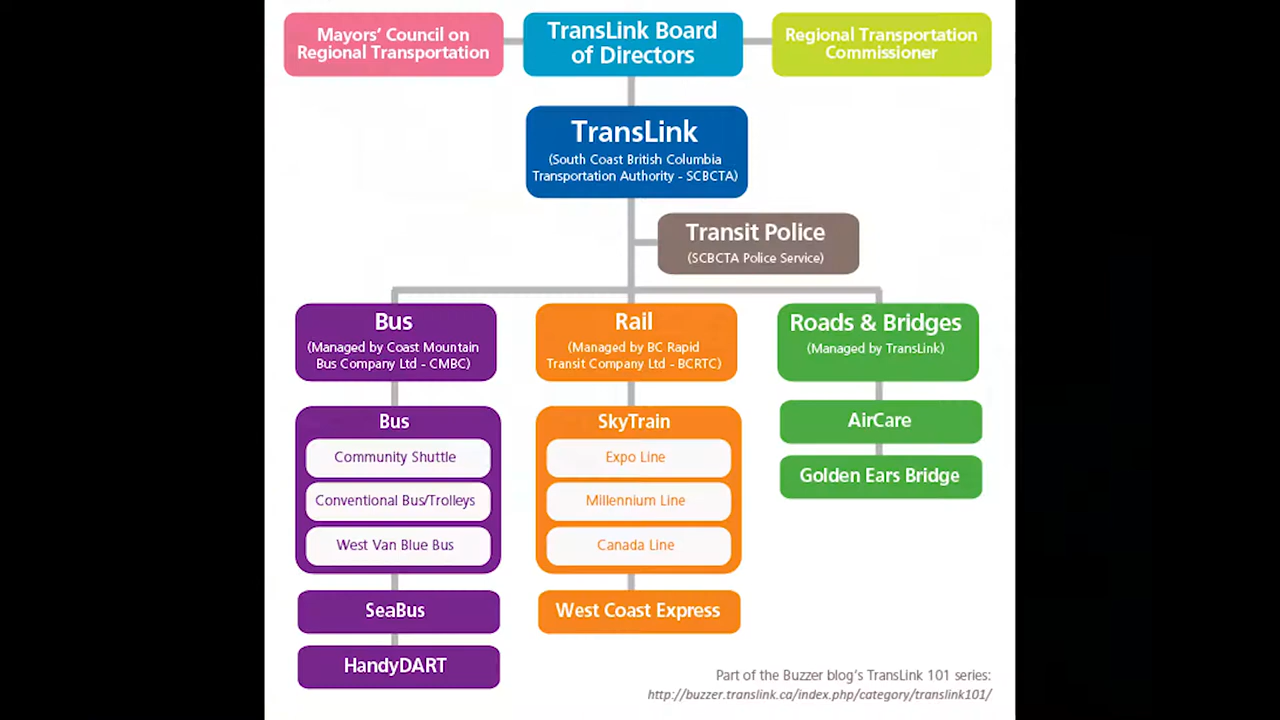 Mayors' Council on
Regional Transportation
TransLink Board
of Directors
Regional Transportation
Commissioner
TransLink
(South Coast British Columbia
Transportation Authority - SCBCTA)
Transit Police
(SCBCTA Police Service)
Bus
(Managed by Coast Mountain
Bus Company Ltd - CMBC)
Rail
(Managed by BC Rapid
Transit Company Ltd - BCRTC)
Roads & Bridges
(Managed by TransLink)
Bus
Community Shuttle
Conventional Bus/Trolleys
West Van Blue Bus
SeaBus
HandyDART
SkyTrain
Expo Line
Millennium Line
Canada Line
West Coast Express
AirCare
Golden Ears Bridge
Part of the Buzzer blog's TransLink 101 series:
http://buzzer.translink.ca/index.php/category/translink101/